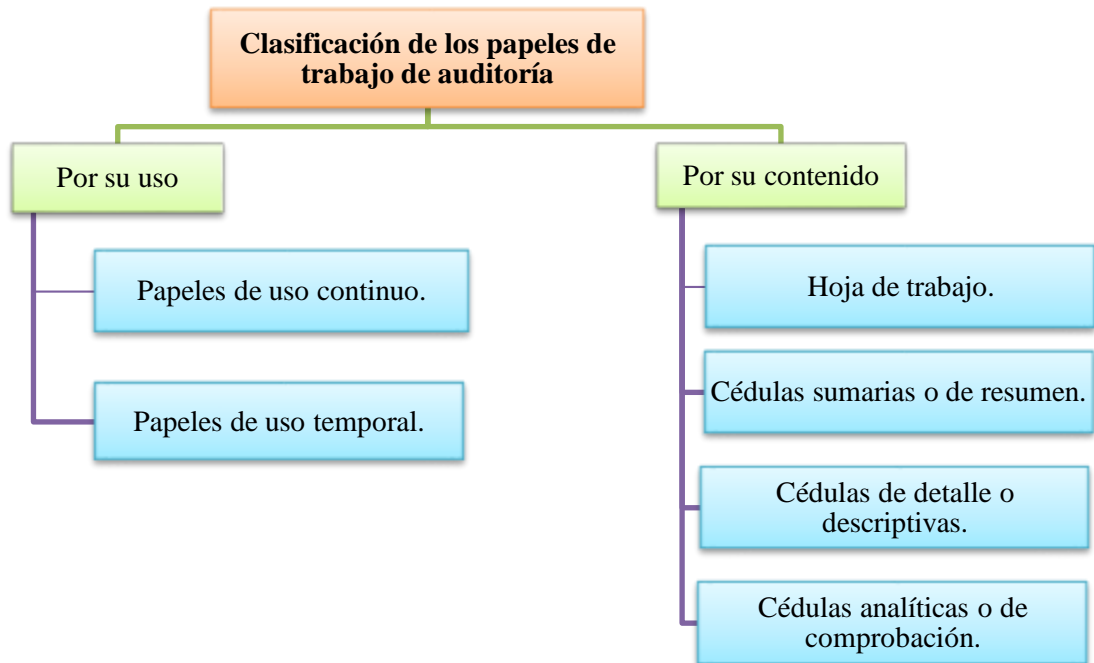 Clasificación de los papeles de
trabajo de auditoría
Por su uso
Papeles de uso continuo.
Papeles de uso temporal.
Por su contenido
Hoja de trabajo.
Cédulas sumarias o de resumen.
Cédulas de detalle o
descriptivas.
Cédulas analíticas o de
comprobación.